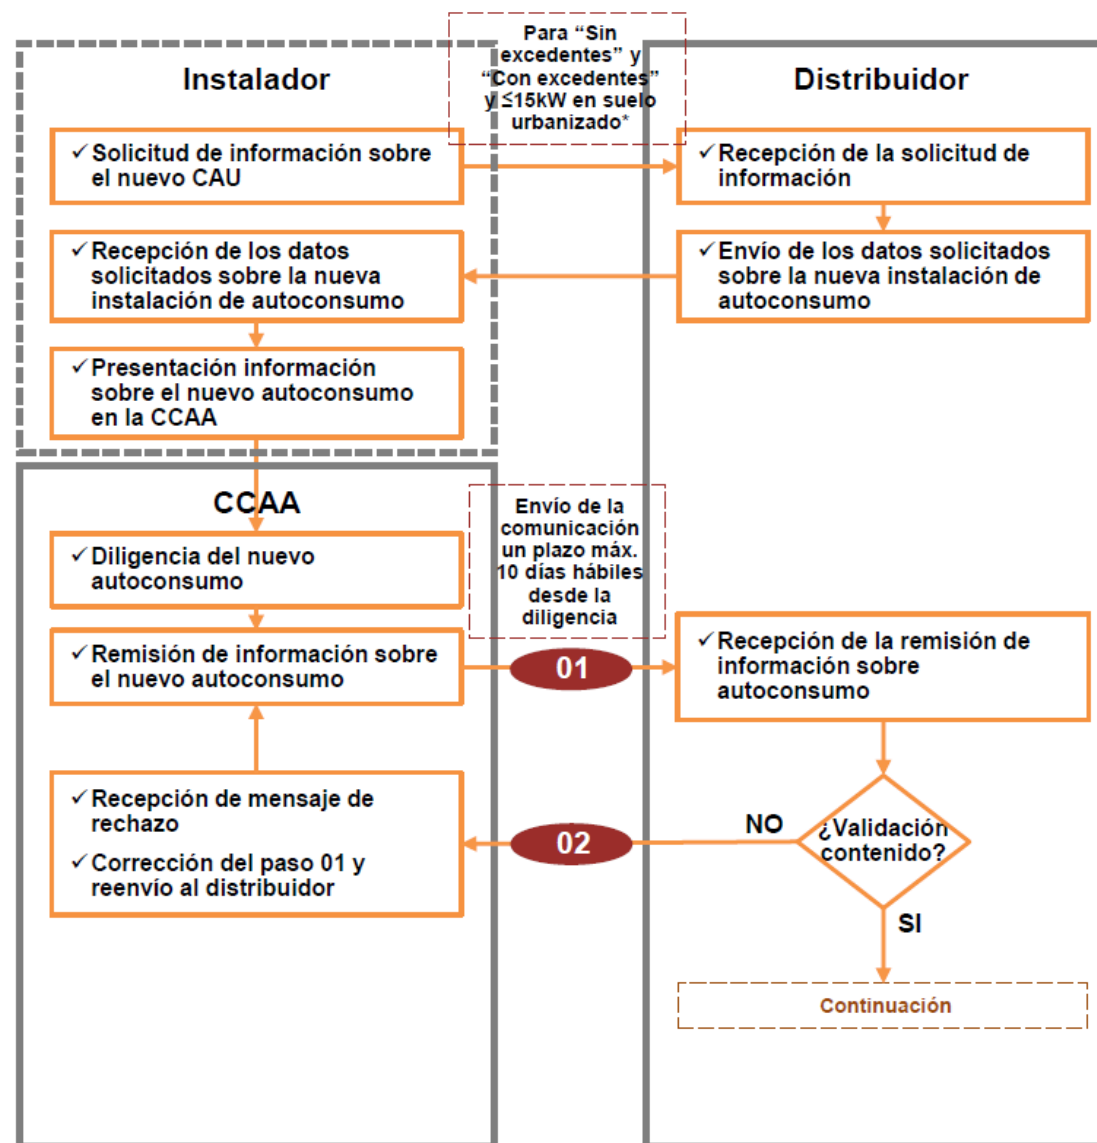 Para “Sin
excedentes” y
“Con excedentes”
y ≤15kW en suelo
urbanizado*
Instalador
Distribuidor
✓ Solicitud de información sobre
el nuevo CAU
✓ Recepción de la solicitud de
información
✓ Recepción de los datos
solicitados sobre la nueva
instalación de autoconsumo
✓ Envío de los datos solicitados
sobre la nueva instalación de
autoconsumo
✓ Presentación información
sobre el nuevo autoconsumo
en la CCAA
CCAA
Envío de la
comunicación
un plazo máx.
10 días hábiles
desde la
diligencia
✓ Diligencia del nuevo
autoconsumo
✓ Remisión de información sobre
el nuevo autoconsumo
01
✓ Recepción de la remisión de
información sobre
autoconsumo
✓ Recepción de mensaje de
rechazo
✓ Corrección del paso 01 y
reenvío al distribuidor
02
NO
¿Validación
contenido?
SI
Continuación